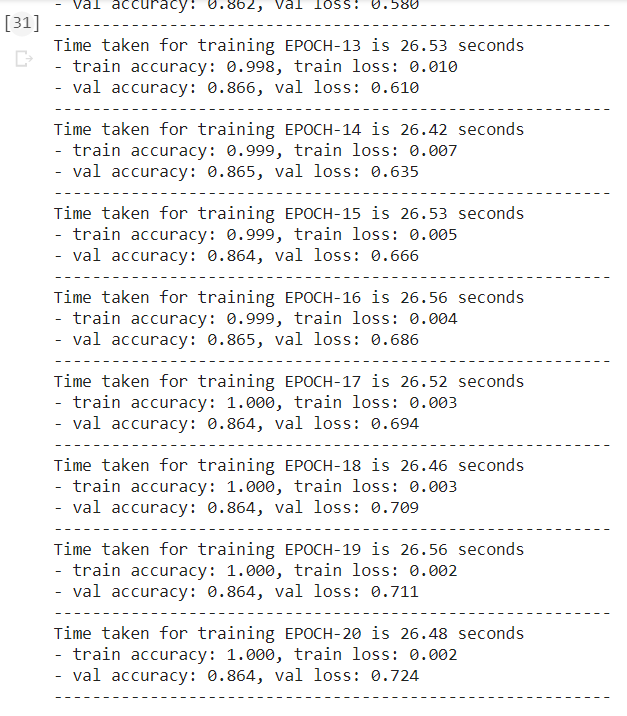 - val accuracy: 0.862, val loss: 0.580
[31] ----------------------------------------------------------
Time taken for training EPOCH-13 is 26.53 seconds
- train accuracy: 0.998, train loss: 0.010
- val accuracy: 0.866, val loss: 0.610
----------------------------------------------------------
Time taken for training EPOCH-14 is 26.42 seconds
- train accuracy: 0.999, train loss: 0.007
- val accuracy: 0.865, val loss: 0.635
----------------------------------------------------------
Time taken for training EPOCH-15 is 26.53 seconds
- train accuracy: 0.999, train loss: 0.005
- val accuracy: 0.864, val loss: 0.666
----------------------------------------------------------
Time taken for training EPOCH-16 is 26.56 seconds
- train accuracy: 0.999, train loss: 0.004
- val accuracy: 0.865, val loss: 0.686
----------------------------------------------------------
Time taken for training EPOCH-17 is 26.52 seconds
- train accuracy: 1.000, train loss: 0.003
- val accuracy: 0.864, val loss: 0.694
----------------------------------------------------------
Time taken for training EPOCH-18 is 26.46 seconds
- train accuracy: 1.000, train loss: 0.003
- val accuracy: 0.864, val loss: 0.709
----------------------------------------------------------
Time taken for training EPOCH-19 is 26.56 seconds
- train accuracy: 1.000, train loss: 0.002
- val accuracy: 0.864, val loss: 0.711
----------------------------------------------------------
Time taken for training EPOCH-20 is 26.48 seconds
- train accuracy: 1.000, train loss: 0.002
- val accuracy: 0.864, val loss: 0.724
----------------------------------------------------------